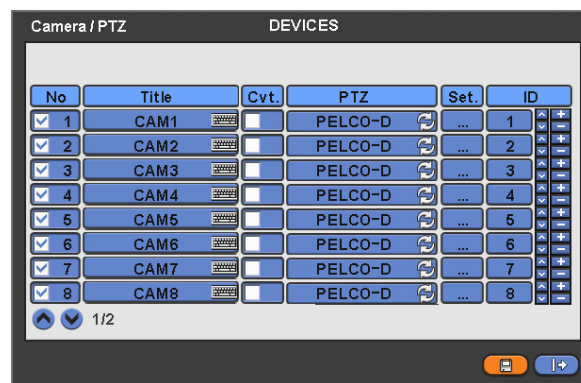 Camera / PTZ DEVICES
No Title Cvt. PTZ Set. ID
1 CAM1 PELCO-D ... 1
2 CAM2 PELCO-D ... 2
3 CAM3 PELCO-D ... 3
4 CAM4 PELCO-D ... 4
5 CAM5 PELCO-D ... 5
6 CAM6 PELCO-D ... 6
7 CAM7 PELCO-D ... 7
8 CAM8 PELCO-D ... 8
1/2